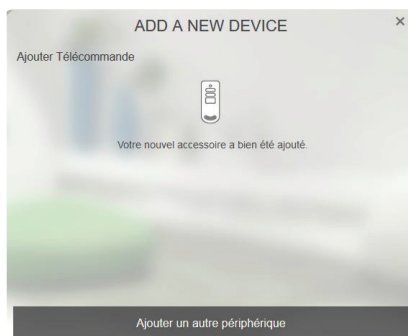 ADD A NEW DEVICE
×
Ajouter Télécommande
Votre nouvel accessoire a bien été ajouté.
Ajouter un autre périphérique